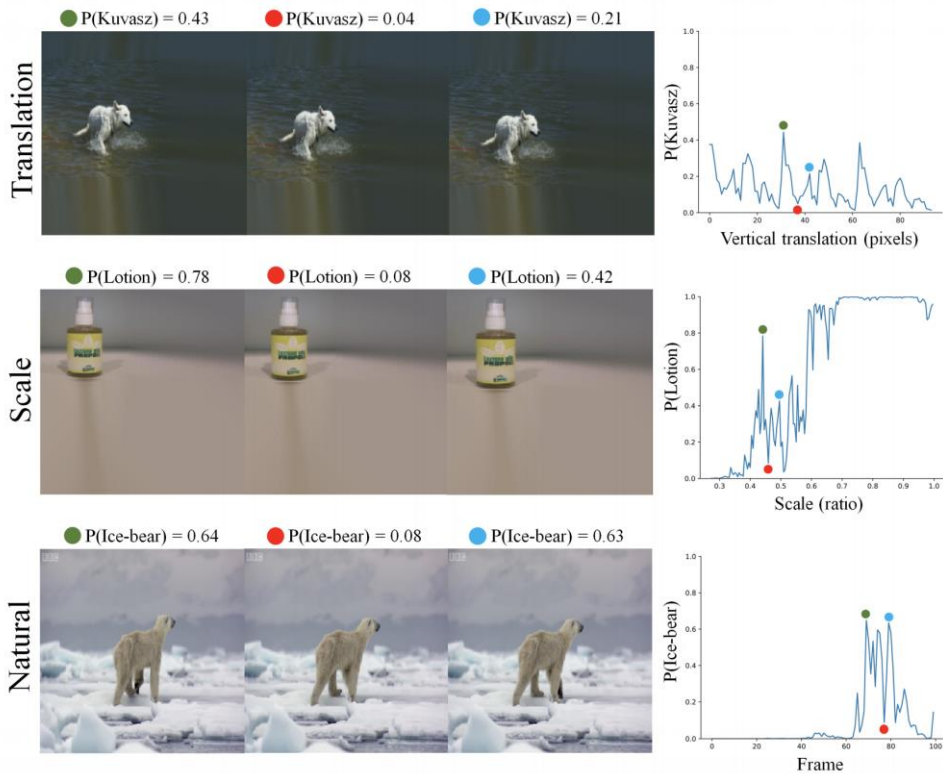 P(Kuvasz) = 0.43 P(Kuvasz) = 0.04 P(Kuvasz) = 0.21
Translation
P(Kuvasz)
1.0
0.8
0.6
0.4
0.2
0.0
0 20 40 60 80
Vertical translation (pixels)
P(Lotion) = 0.78 P(Lotion) = 0.08 P(Lotion) = 0.42
Scale
PROPOLIS
PROPOLIS
PROPOLIS
P(Lotion)
1.0
0.8
0.6
0.4
0.2
0.0
0.3 0.4 0.5 0.6 0.7 0.8 0.9 1.0
Scale (ratio)
P(Ice-bear) = 0.64 P(Ice-bear) = 0.08 P(Ice-bear) = 0.63
Natural
P(Ice-bear)
1.0
0.8
0.6
0.4
0.2
0.0
0 20 40 60 80 100
Frame